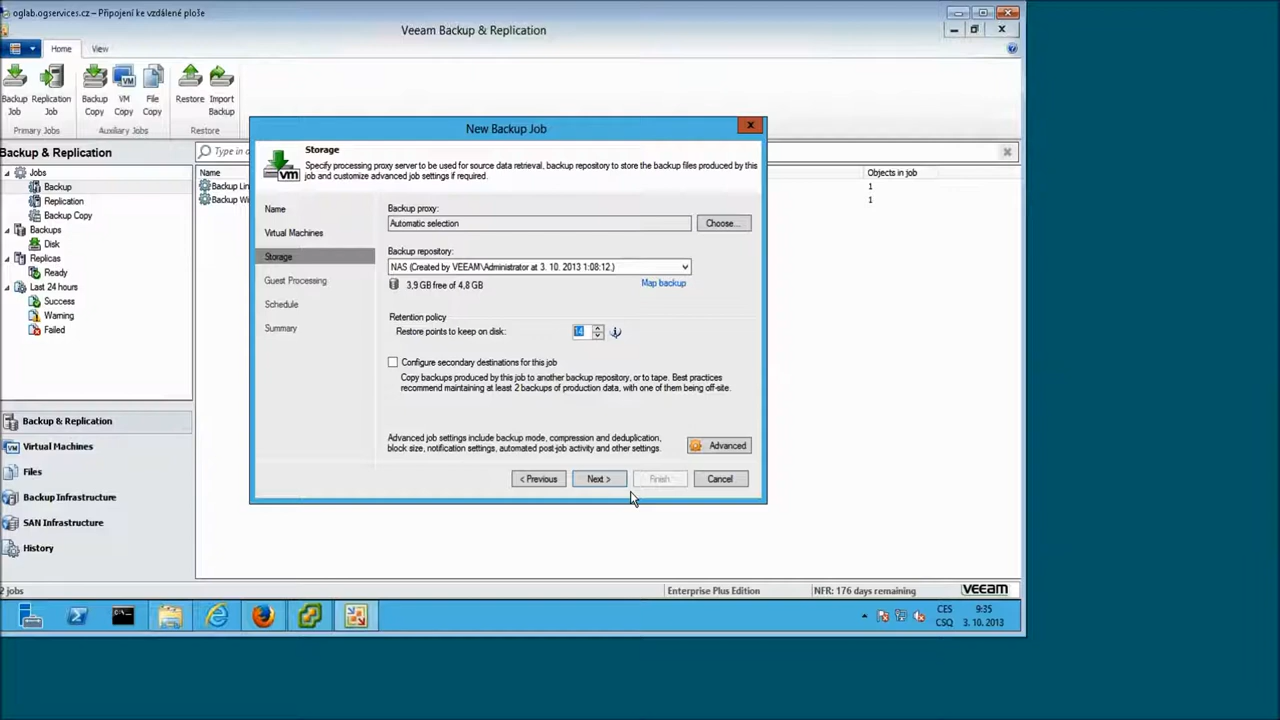 oglab.ogservices.cz – Připojení ke vzdálené ploše
Veeam Backup & Replication
Home
View
Backup Job
Replication Job
Backup Copy
VM Copy
File Copy
Restore
Import Backup
Primary Jobs
Auxiliary Jobs
Restore
Backup & Replication
Jobs
Backup
Replication
Backup Copy
Backups
Disk
Replicas
Ready
Last 24 hours
Success
Warning
Failed
Backup & Replication
Virtual Machines
Files
Backup Infrastructure
SAN Infrastructure
History
Type in
Name
Objects in job
Backup Lin
1
Backup Wi
1
New Backup Job
Storage
Specify processing proxy server to be used for source data retrieval, backup repository to store the backup files produced by this
job and customize advanced job settings if required.
vm
Name
Virtual Machines
Storage
Guest Processing
Schedule
Summary
Backup proxy:
Automatic selection
Choose...
Backup repository:
NAS (Created by VEEAM\Administrator at 3. 10. 2013 1:08:12.)
3,9 GB free of 4,8 GB
Map backup
Retention policy
Restore points to keep on disk:
14
Configure secondary destinations for this job
Copy backups produced by this job to another backup repository, or to tape. Best practices
recommend maintaining at least 2 backups of production data, with one of them being off-site.
Advanced job settings include backup mode, compression and deduplication,
block size, notification settings, automated post-job activity and other settings.
Advanced
< Previous
Next >
Finish
Cancel
2 jobs
Enterprise Plus Edition
NFR: 176 days remaining
veeam
CES
CSQ
9:35
3. 10. 2013